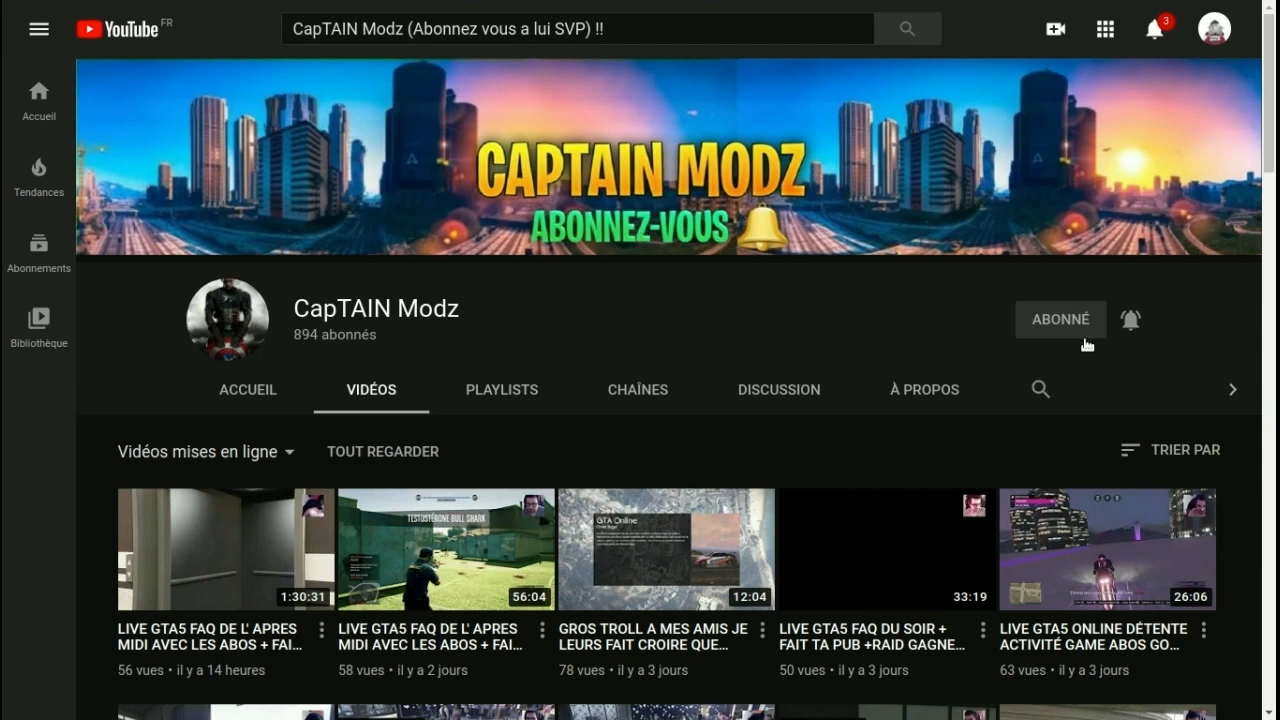 YouTube FR
CapTAIN Modz (Abonnez vous a lui SVP) !!
3
Accueil
Tendances
Abonnements
Bibliothèque
CAPTAIN MODZ
ABONNEZ-VOUS
CapTAIN Modz
894 abonnés
ABONNÉ
ACCUEIL
VIDÉOS
PLAYLISTS
CHAÎNES
DISCUSSION
À PROPOS
Vidéos mises en ligne
TOUT REGARDER
TRIER PAR
1:30:31
TESTOSTÉRONE BULL SHARK
56:04
GTA Online
12:04
33:19
26:06
LIVE GTA5 FAQ DE L' APRES
MIDI AVEC LES ABOS + FAI...
56 vues • il y a 14 heures
LIVE GTA5 FAQ DE L' APRES
MIDI AVEC LES ABOS + FAI...
58 vues • il y a 2 jours
GROS TROLL A MES AMIS JE
LEURS FAIT CROIRE QUE...
78 vues • il y a 3 jours
LIVE GTA5 FAQ DU SOIR +
FAIT TA PUB +RAID GAGNE...
50 vues • il y a 3 jours
LIVE GTA5 ONLINE DÉTENTE
ACTIVITÉ GAME ABOS GO...
63 vues • il y a 3 jours